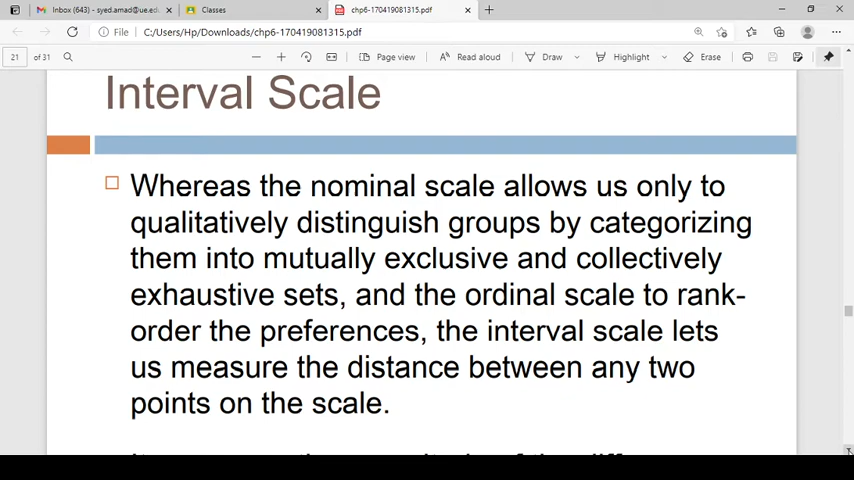 Inbox (643) - syed.amad@ue.ed
Classes
chp6-170419081315.pdf
File
C:/Users/Hp/Downloads/chp6-170419081315.pdf
21 of 31
Page view
Read aloud
Draw
Highlight
Erase
Interval Scale
Whereas the nominal scale allows us only to
qualitatively distinguish groups by categorizing
them into mutually exclusive and collectively
exhaustive sets, and the ordinal scale to rank-
order the preferences, the interval scale lets
us measure the distance between any two
points on the scale.